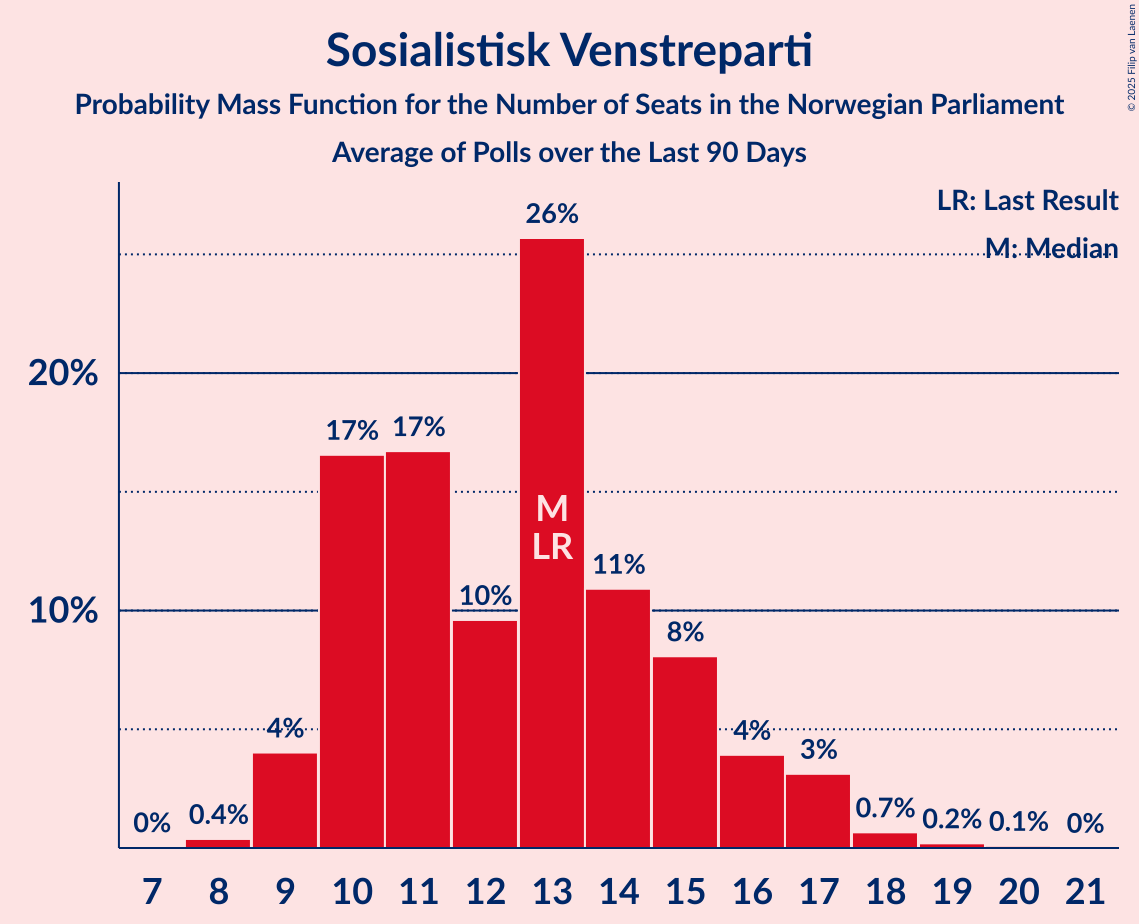 Sosialistisk Venstreparti
Probability Mass Function for the Number of Seats in the Norwegian Parliament
Average of Polls over the Last 90 Days
© 2025 Filip van Laenen
LR: Last Result
M: Median
20%
10%
0%
0.4%
4%
17%
17%
10%
26%
M
LR
11%
8%
4%
3%
0.7%
0.2%
0.1%
0%
7 8 9 10 11 12 13 14 15 16 17 18 19 20 21